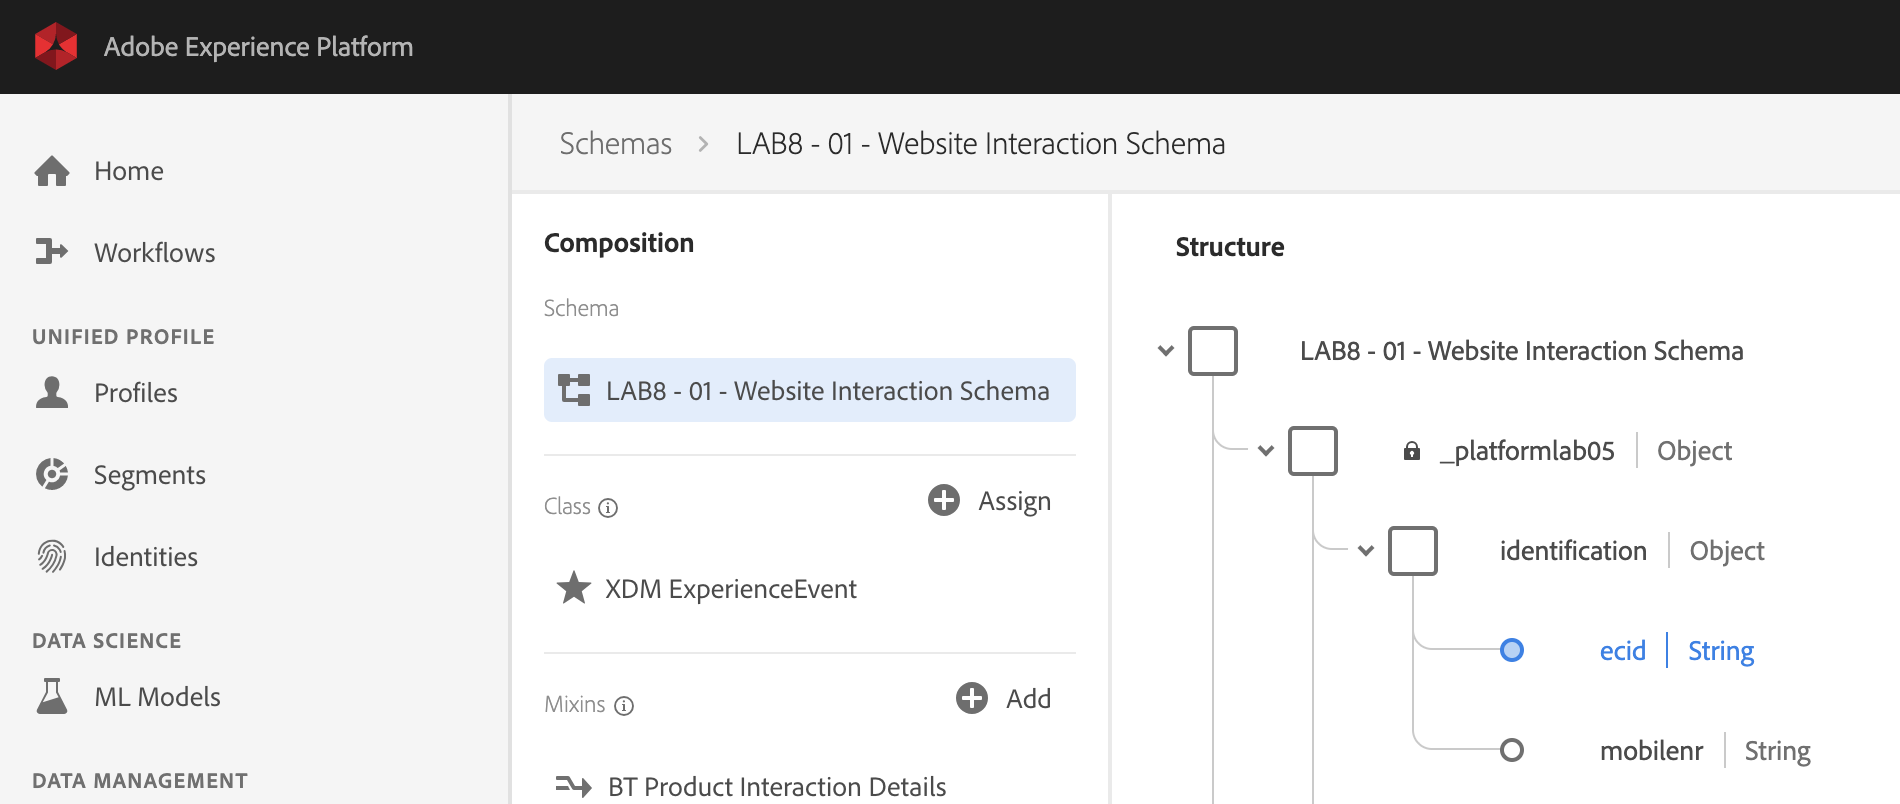 Adobe Experience Platform
Home
Workflows
UNIFIED PROFILE
Profiles
Segments
Identities
DATA SCIENCE
ML Models
DATA MANAGEMENT
Schemas > LAB8 - 01 - Website Interaction Schema
Composition
Schema
LAB8 - 01 - Website Interaction Schema
Class
Assign
XDM ExperienceEvent
Mixins
Add
BT Product Interaction Details
Structure
LAB8 - 01 - Website Interaction Schema
_platformlab05 | Object
identification | Object
ecid | String
mobilenr | String